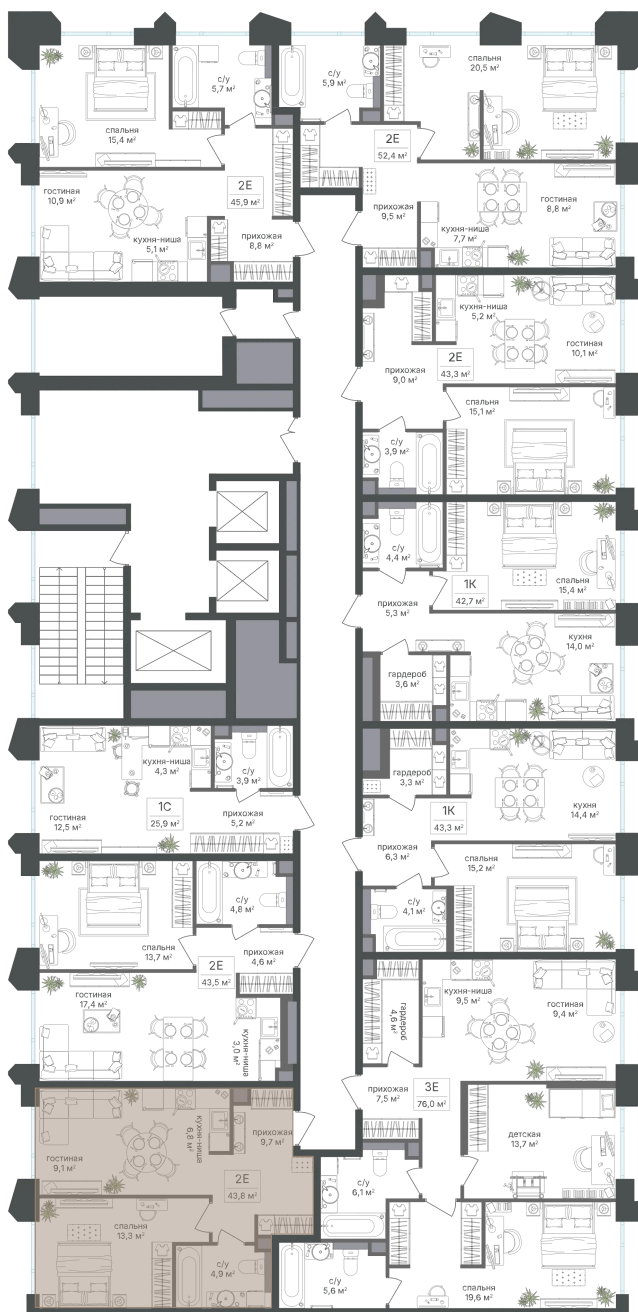 с/у
5,7 м²
спальня
15,4 м²
гостиная
10,9 м²
2Е
45,9 м²
кухня-ниша
5,1 м²
прихожая
8,8 м²
с/у
5,9 м²
спальня
20,5 м²
2Е
52,4 м²
прихожая
9,5 м²
кухня-ниша
7,7 м²
гостиная
8,8 м²
кухня-ниша
5,2 м²
гостиная
10,1 м²
2Е
43,3 м²
прихожая
9,0 м²
спальня
15,1 м²
с/у
3,9 м²
с/у
4,4 м²
спальня
15,4 м²
1К
42,7 м²
прихожая
5,3 м²
кухня
14,0 м²
гардероб
3,6 м²
кухня-ниша
4,3 м²
с/у
3,9 м²
1С
25,9 м²
гостиная
12,5 м²
прихожая
5,2 м²
гардероб
3,3 м²
кухня
14,4 м²
1К
43,3 м²
прихожая
6,3 м²
спальня
15,2 м²
с/у
4,1 м²
с/у
4,8 м²
спальня
13,7 м²
прихожая
4,6 м²
2Е
43,5 м²
гостиная
17,4 м²
кухня-ниша
3,0 м²
гардероб
4,6 м²
кухня-ниша
9,5 м²
гостиная
9,4 м²
прихожая
7,5 м²
3Е
76,0 м²
детская
13,7 м²
с/у
6,1 м²
с/у
5,6 м²
спальня
19,6 м²
гостиная
9,1 м²
кухня-ниша
6,8 м²
прихожая
9,7 м²
2Е
43,8 м²
спальня
13,3 м²
с/у
4,9 м²